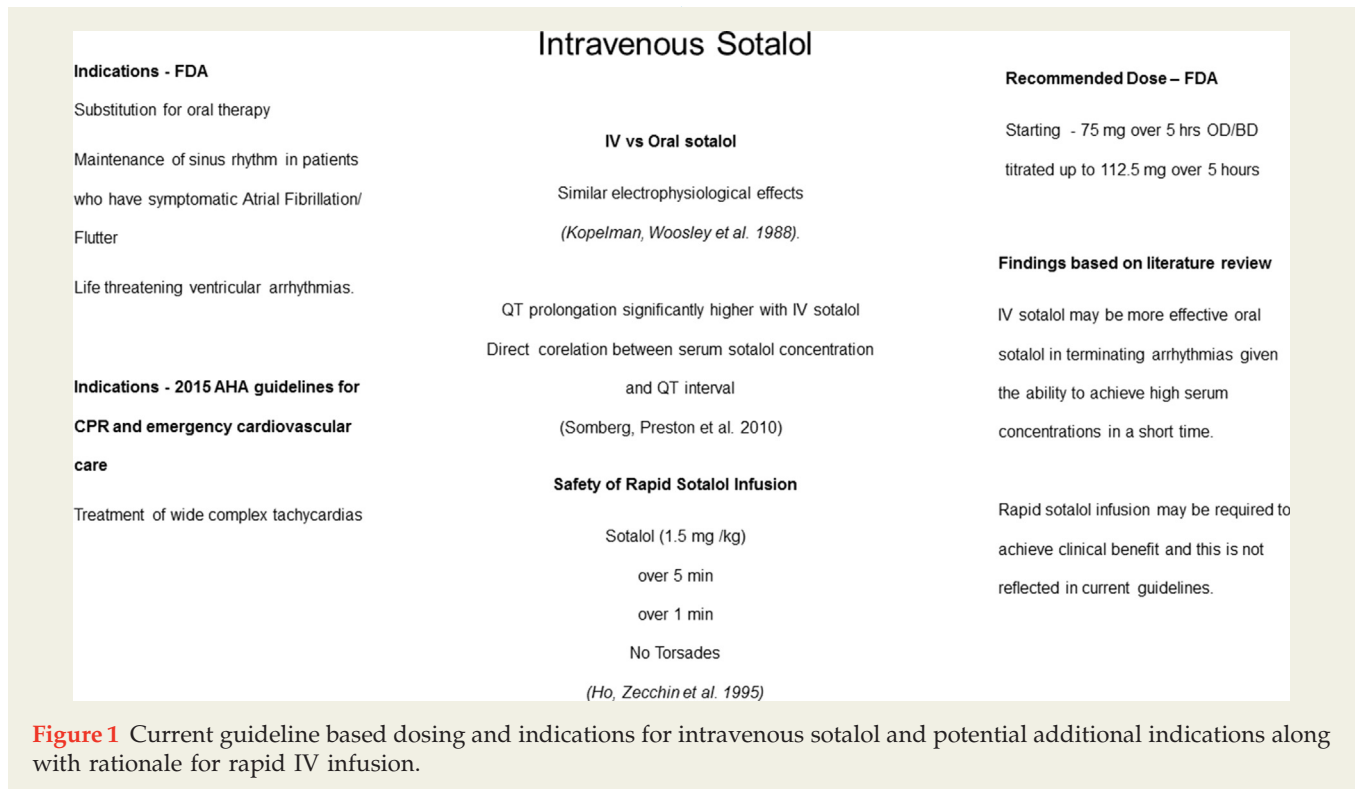 Intravenous Sotalol
Indications - FDA
Substitution for oral therapy
Maintenance of sinus rhythm in patients
who have symptomatic Atrial Fibrillation/
Flutter
Life threatening ventricular arrhythmias.
Indications - 2015 AHA guidelines for
CPR and emergency cardiovascular
care
Treatment of wide complex tachycardias
IV vs Oral sotalol
Similar electrophysiological effects
(Kopelman, Woosley et al. 1988).
QT prolongation significantly higher with IV sotalol
Direct corelation between serum sotalol concentration
and QT interval
(Somberg, Preston et al. 2010)
Safety of Rapid Sotalol Infusion
Sotalol (1.5 mg /kg)
over 5 min
over 1 min
No Torsades
(Ho, Zecchin et al. 1995)
Recommended Dose – FDA
Starting - 75 mg over 5 hrs OD/BD
titrated up to 112.5 mg over 5 hours
Findings based on literature review
IV sotalol may be more effective oral
sotalol in terminating arrhythmias given
the ability to achieve high serum
concentrations in a short time.
Rapid sotalol infusion may be required to
achieve clinical benefit and this is not
reflected in current guidelines.
Figure 1 Current guideline based dosing and indications for intravenous sotalol and potential additional indications along
with rationale for rapid IV infusion.